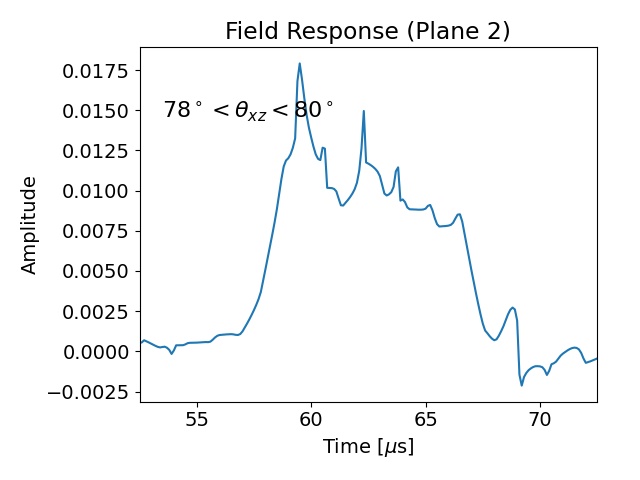 Field Response (Plane 2)
78° < θxz < 80°
Amplitude
0.0175
0.0150
0.0125
0.0100
0.0075
0.0050
0.0025
0.0000
−0.0025
55 60 65 70
Time [μs]